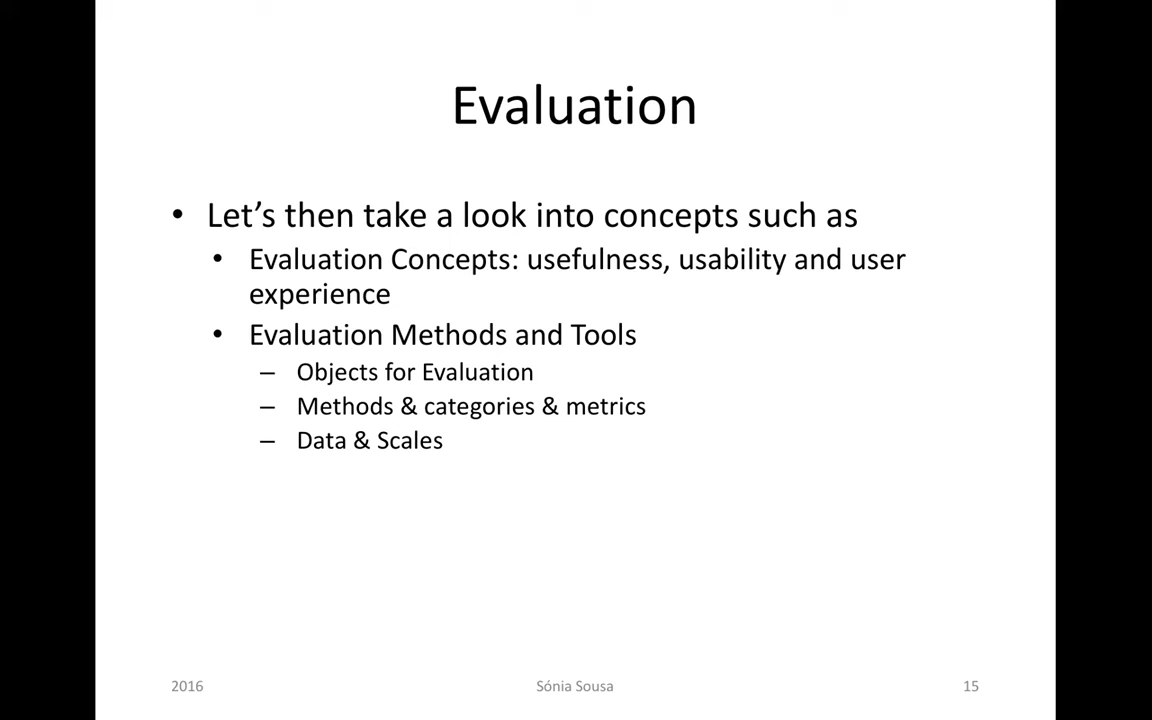 Evaluation
• Let’s then take a look into concepts such as
• Evaluation Concepts: usefulness, usability and user
experience
• Evaluation Methods and Tools
– Objects for Evaluation
– Methods & categories & metrics
– Data & Scales
2016 Sónia Sousa 15